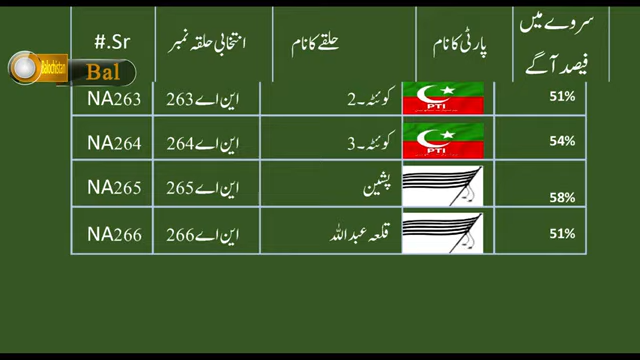 #.Sr انتخابی حلقہ نمبر حلقے کا نام پارٹی کا نام سروے میں
فیصد آگے
Balochistan
Bal
NA263 این اے 263 کوئٹہ۔2 PTI 51%
NA264 این اے 264 کوئٹہ۔3 PTI 54%
NA265 این اے 265 پشین 58%
NA266 این اے 266 قلعہ عبداللہ 51%